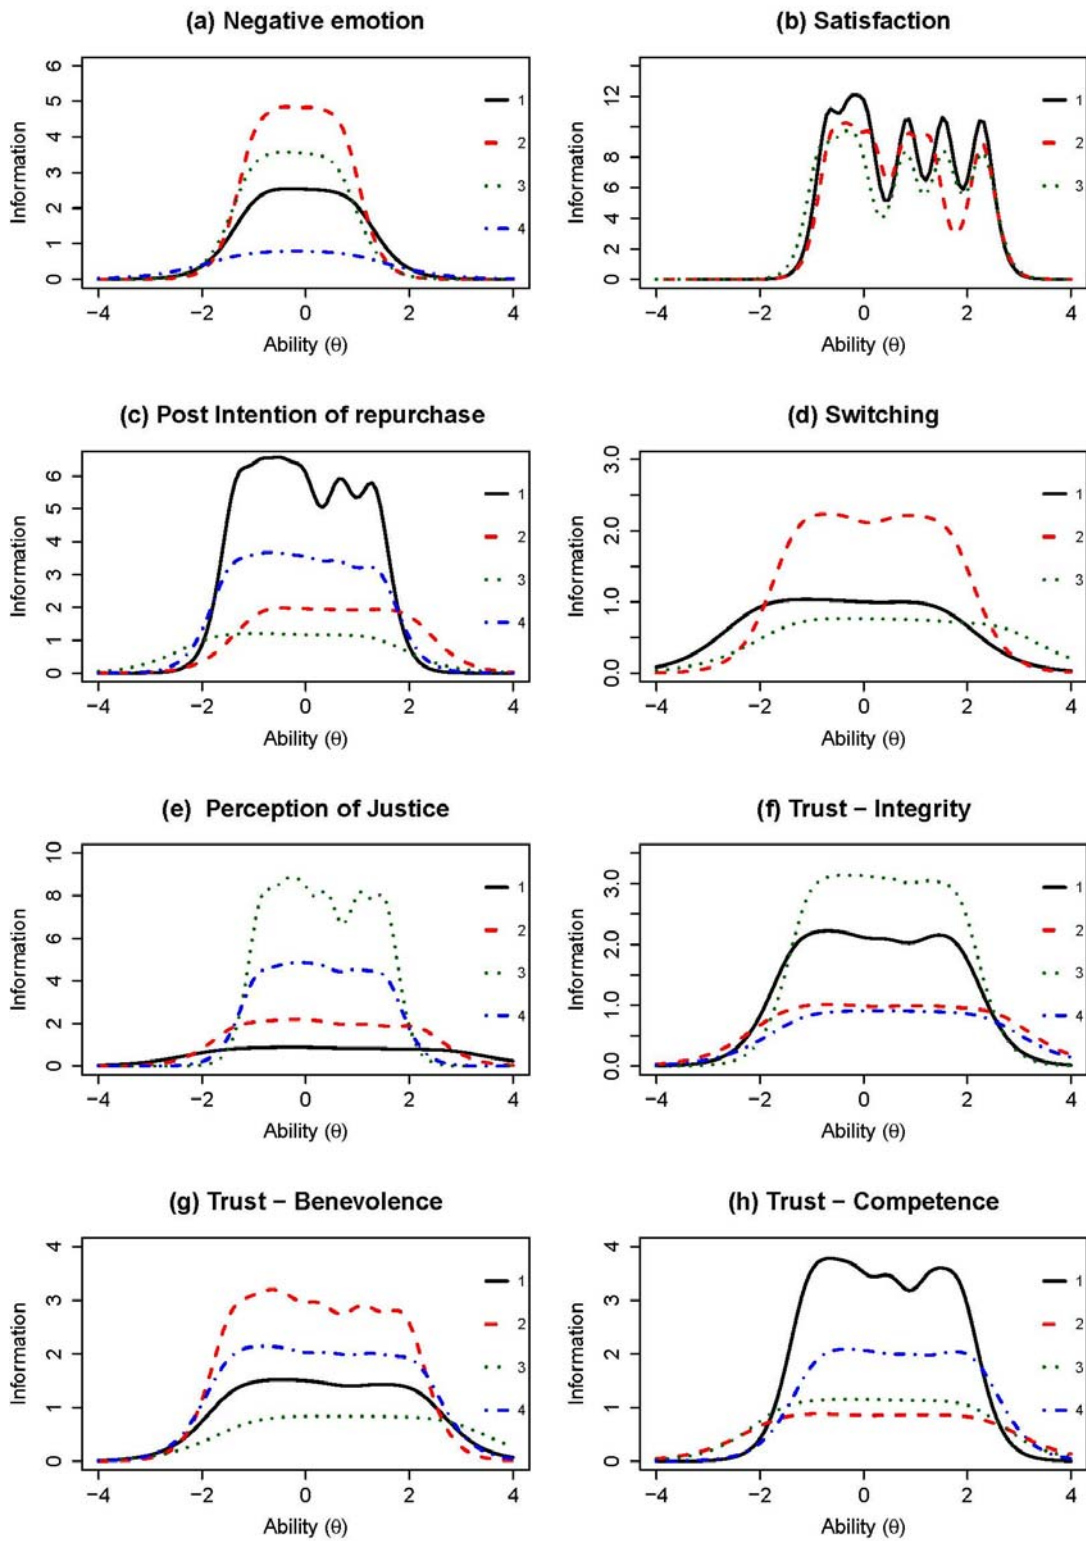 (a) Negative emotion
(b) Satisfaction
Information
0 1 2 3 4 5 6
1
2
3
4
−4 −2 0 2 4
Ability (θ)
Information
0 2 4 6 8 12
1
2
3
−4 −2 0 2 4
Ability (θ)
(c) Post Intention of repurchase
(d) Switching
Information
0 1 2 3 4 5 6
1
2
3
4
−4 −2 0 2 4
Ability (θ)
Information
0.0 1.0 2.0 3.0
1
2
3
−4 −2 0 2 4
Ability (θ)
(e) Perception of Justice
(f) Trust − Integrity
Information
0 2 4 6 8 10
1
2
3
4
−4 −2 0 2 4
Ability (θ)
Information
0.0 1.0 2.0 3.0
1
2
3
4
−4 −2 0 2 4
Ability (θ)
(g) Trust − Benevolence
(h) Trust − Competence
Information
0 1 2 3 4
1
2
3
4
−4 −2 0 2 4
Ability (θ)
Information
0 1 2 3 4
1
2
3
4
−4 −2 0 2 4
Ability (θ)